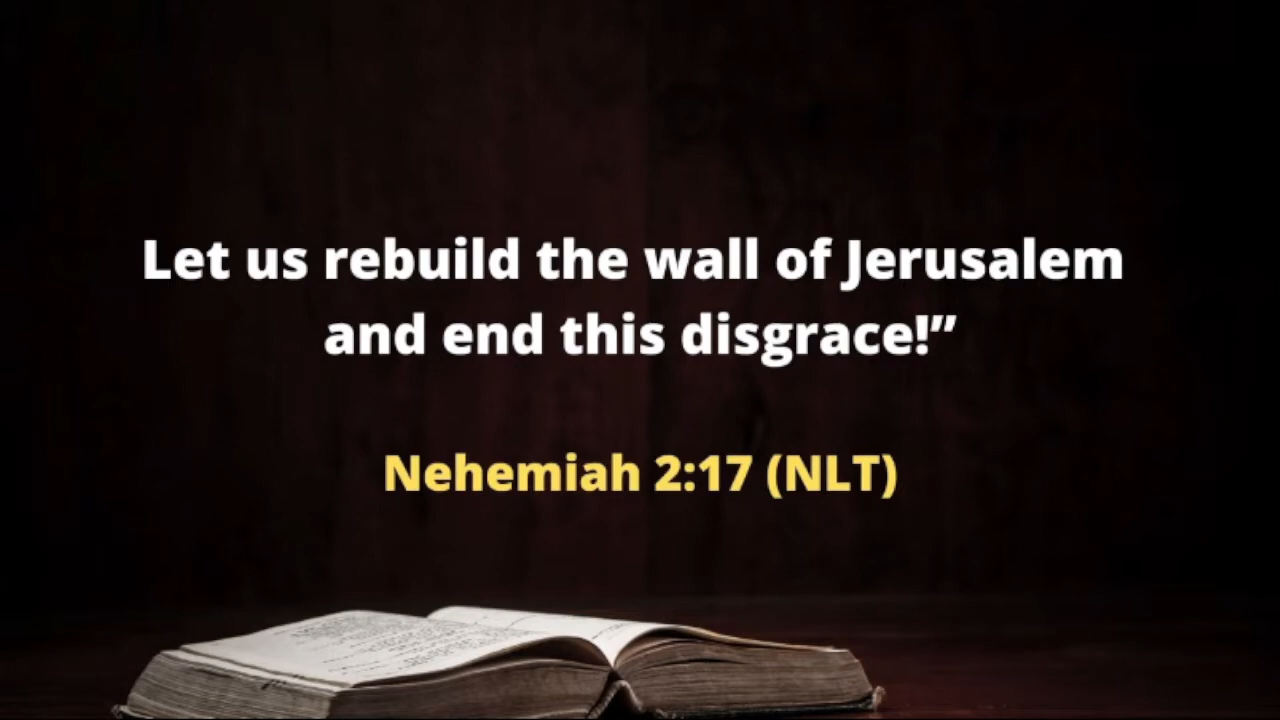 Let us rebuild the wall of Jerusalem
and end this disgrace!”
Nehemiah 2:17 (NLT)